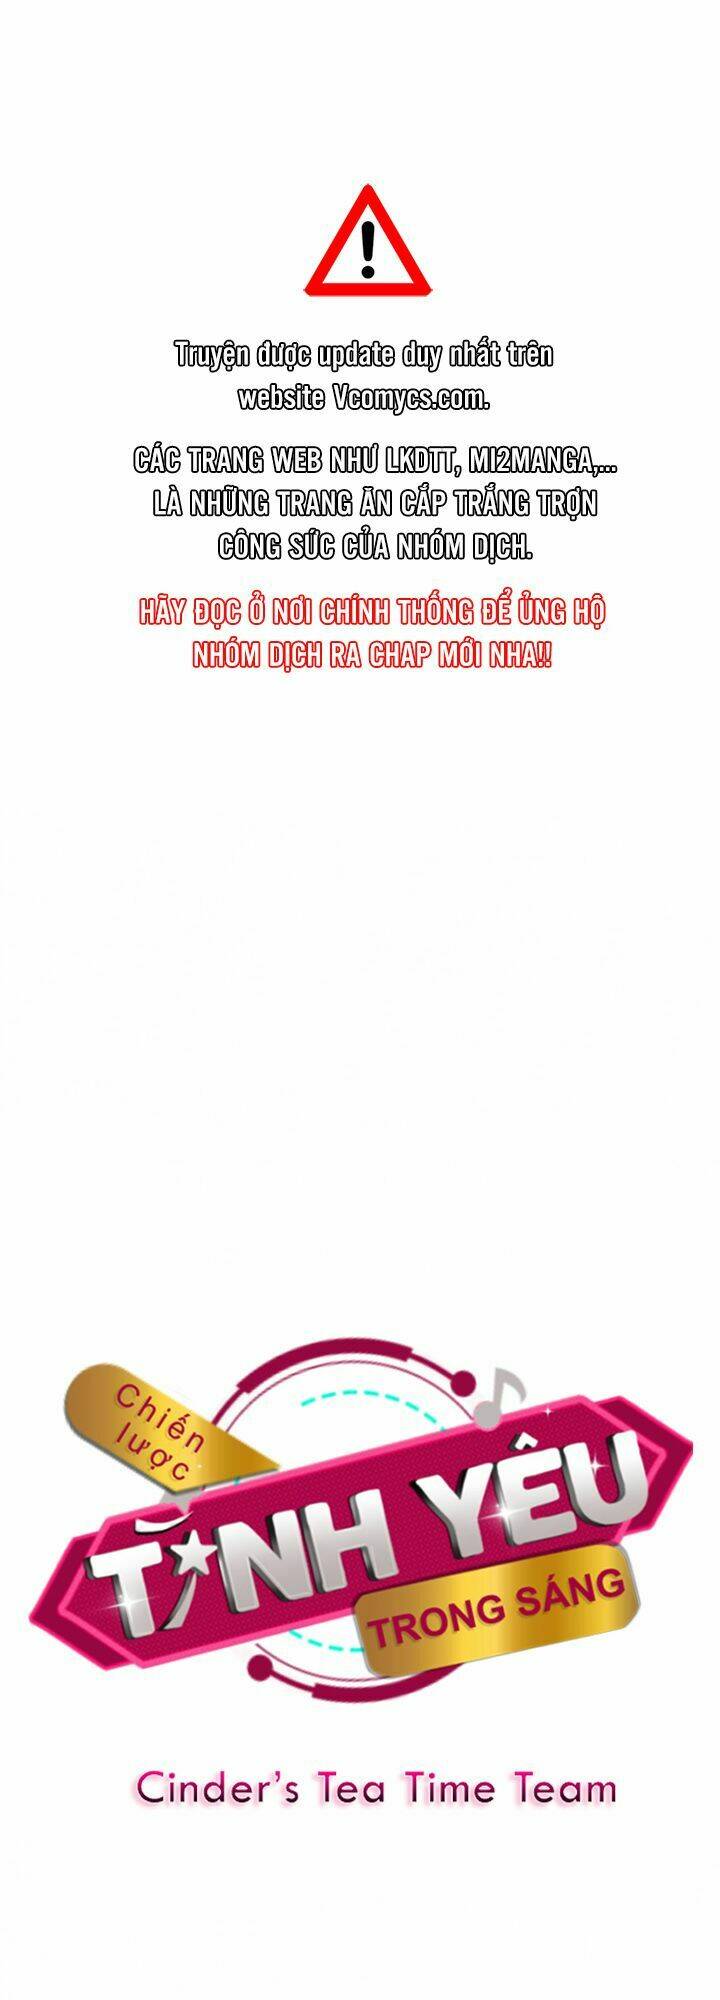 Truyện được update duy nhất trên
website Vcomycs.com.
CÁC TRANG WEB NHƯ LKDTT, MI2MANGA,...
LÀ NHỮNG TRANG ĂN CẮP TRẮNG TRỢN
CÔNG SỨC CỦA NHÓM DỊCH.
HÃY ĐỌC Ở NƠI CHÍNH THỐNG ĐỂ ỦNG HỘ
NHÓM DỊCH RA CHAP MỚI NHA!!
Chiến
lược
TÌNH YÊU
TRONG SÁNG
Cinder's Tea Time Team